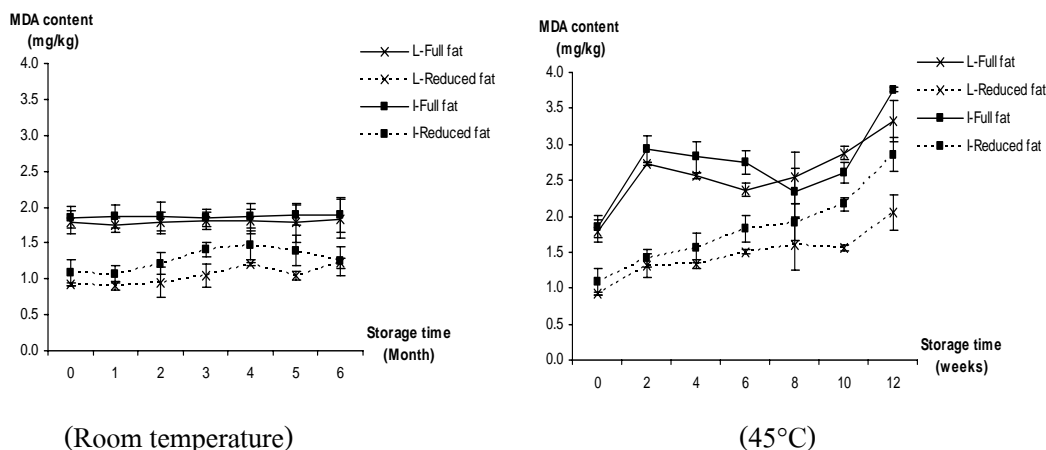 MDA content
(mg/kg)
L-Full fat
L-Reduced fat
I-Full fat
I-Reduced fat
4.0
3.5
3.0
2.5
2.0
1.5
1.0
0.5
0.0
0 1 2 3 4 5 6
Storage time
(Month)
(Room temperature)
MDA content
(mg/kg)
L-Full fat
L-Reduced fat
I-Full fat
I-Reduced fat
4.0
3.5
3.0
2.5
2.0
1.5
1.0
0.5
0.0
0 2 4 6 8 10 12
Storage time
(weeks)
(45°C)